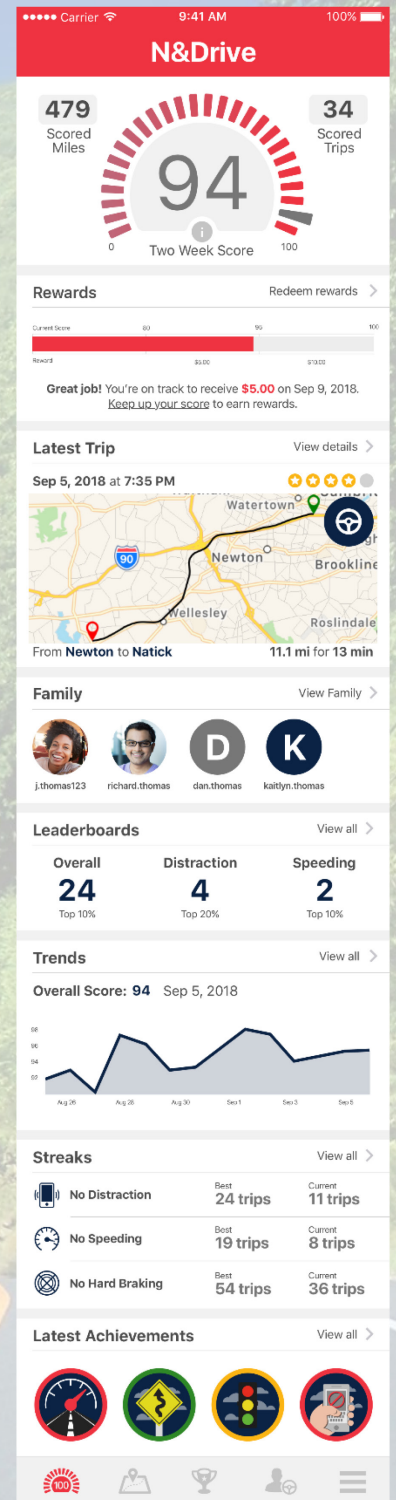 Carrier 9:41 AM 100%
N&Drive
479
Scored
Miles
34
Scored
Trips
94
i
0 Two Week Score 100
Rewards Redeem rewards >
Current Score 80 95 100
Reward $5.00 $10.00
Great job! You're on track to receive $5.00 on Sep 9, 2018.
Keep up your score to earn rewards.
Latest Trip View details >
Sep 5, 2018 at 7:35 PM
Watertown
90
Newton
Brookline
Wellesley
Roslindale
From Newton to Natick 11.1 mi for 13 min
Family View Family >
D K
j.thomas123 richard.thomas dan.thomas kaitlyn.thomas
Leaderboards View all >
Overall Distraction Speeding
24 4 2
Top 10% Top 20% Top 10%
Trends View all >
Overall Score: 94 Sep 5, 2018
98
96
94
92
Aug 26 Aug 28 Aug 30 Sep 1 Sep 3 Sep 5
Streaks View all >
Best Current
No Distraction 24 trips 11 trips
Best Current
No Speeding 19 trips 8 trips
Best Current
No Hard Braking 54 trips 36 trips
Latest Achievements View all >
100